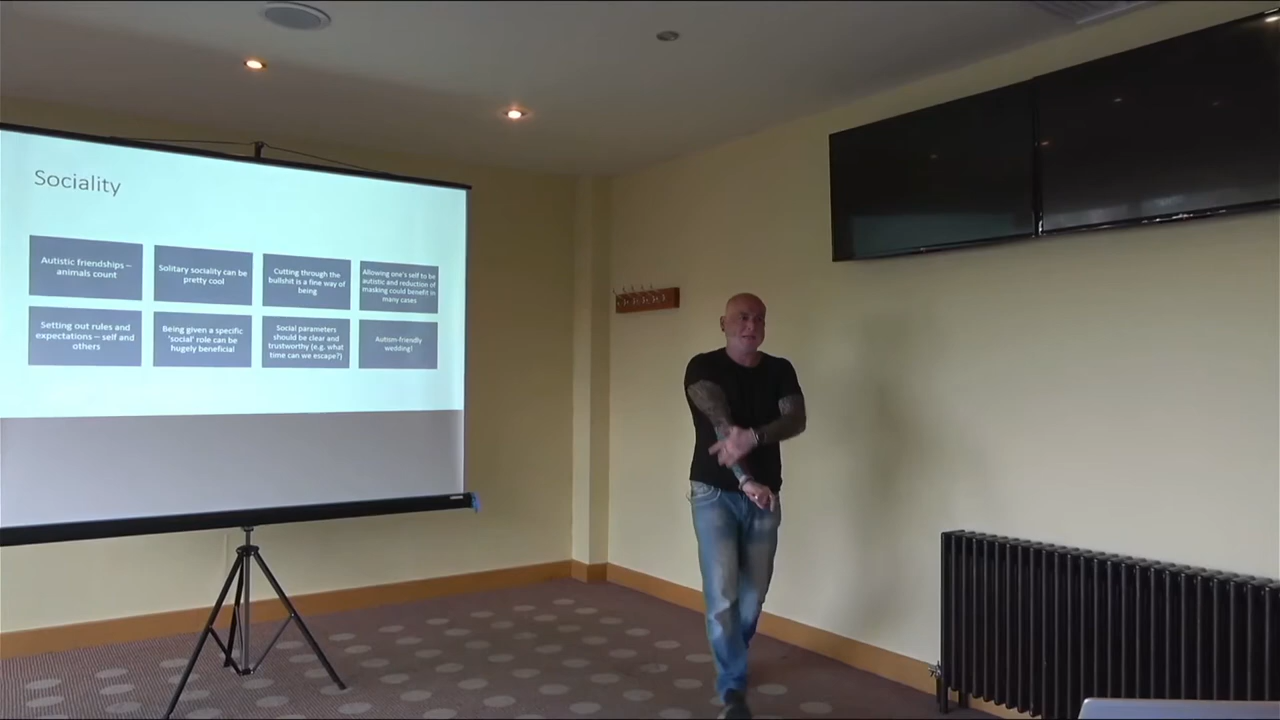 Sociality
Autistic friendships –
animals count
Solitary sociality can be
pretty cool
Cutting through the
bullshit is a fine way of
being
Allowing one's self to be
autistic and reduction of
masking could benefit in
many cases
Setting out rules and
expectations – self and
others
Being given a specific
'social' role can be
hugely beneficial
Social parameters
should be clear and
trustworthy (e.g. what
time can we escape?)
Autism-friendly
wedding!